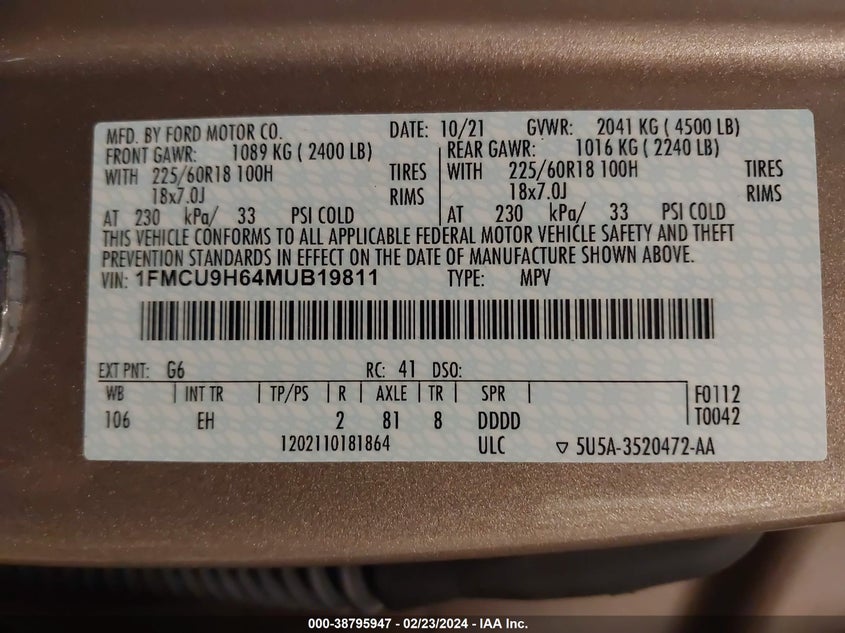 MFD. BY FORD MOTOR CO. DATE: 10/21 GVWR: 2041 KG ( 4500 LB)
FRONT GAWR: 1089 KG ( 2400 LB) REAR GAWR: 1016 KG ( 2240 LB)
WITH 225/60R18 100H TIRES WITH 225/60R18 100H TIRES
18x7.0J RIMS 18x7.0J RIMS
AT 230 kPa/ 33 PSI COLD AT 230 kPa/ 33 PSI COLD
THIS VEHICLE CONFORMS TO ALL APPLICABLE FEDERAL MOTOR VEHICLE SAFETY AND THEFT
PREVENTION STANDARDS IN EFFECT ON THE DATE OF MANUFACTURE SHOWN ABOVE.
VIN: 1FMCU9H64MUB19811 TYPE: MPV
EXT PNT: G6 RC: 41 DSO:
WB INT TR TP/PS R AXLE TR SPR F0112
106 EH 2 81 8 DDDD T0042
1202110181864 ULC ▽ 5U5A-3520472-AA
000-38795947 - 02/23/2024 - IAA Inc.